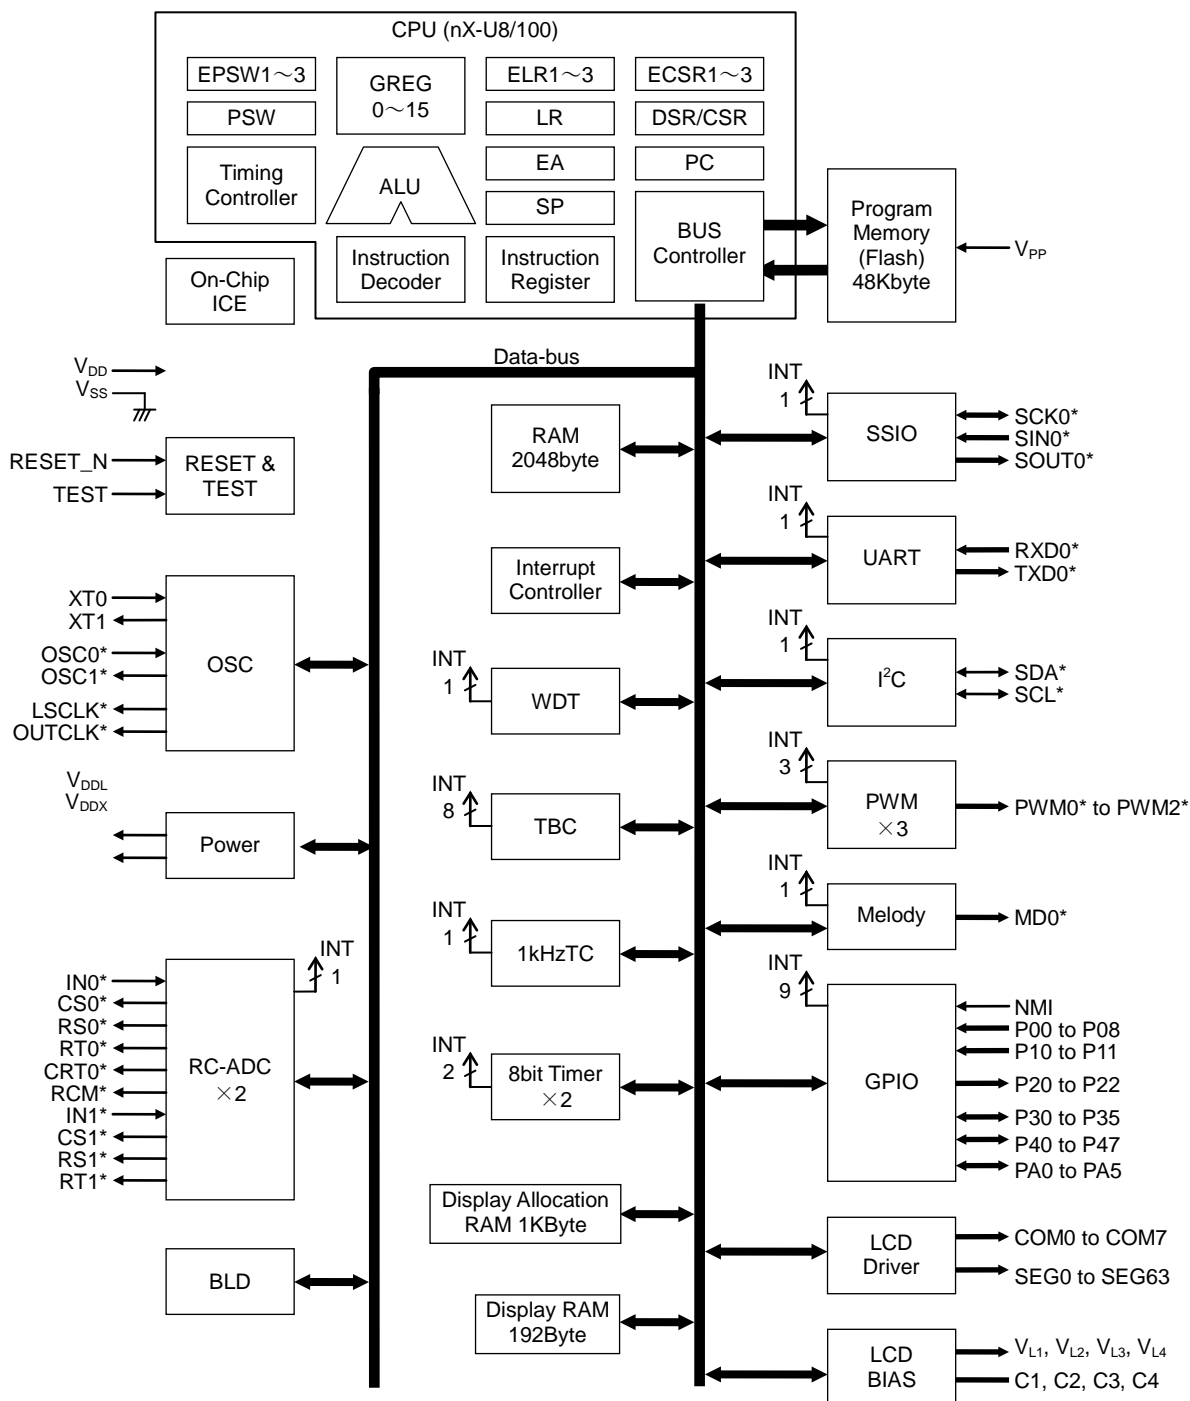 CPU (nX-U8/100)
EPSW1～3
GREG
0～15
ELR1～3
ECSR1～3
PSW
LR
DSR/CSR
Timing
Controller
ALU
EA
PC
SP
BUS
Controller
Instruction
Decoder
Instruction
Register
On-Chip
ICE
Program
Memory
(Flash)
48Kbyte
VPP
VDD
VSS
Data-bus
RESET_N
TEST
RESET &
TEST
RAM
2048byte
INT
1
SSIO
SCK0*
SIN0*
SOUT0*
INT
1
UART
RXD0*
TXD0*
Interrupt
Controller
XT0
XT1
OSC0*
OSC1*
LSCLK*
OUTCLK*
OSC
INT
1
WDT
INT
1
I²C
SDA*
SCL*
VDDL
VDDX
Power
INT
8
TBC
INT
3
PWM
×3
PWM0* to PWM2*
INT
1
Melody
MD0*
INT
1
1kHzTC
IN0*
CS0*
RS0*
RT0*
CRT0*
RCM*
IN1*
CS1*
RS1*
RT1*
RC-ADC
×2
INT
1
INT
2
8bit Timer
×2
INT
9
GPIO
NMI
P00 to P08
P10 to P11
P20 to P22
P30 to P35
P40 to P47
PA0 to PA5
Display Allocation
RAM 1KByte
BLD
Display RAM
192Byte
LCD
Driver
COM0 to COM7
SEG0 to SEG63
LCD
BIAS
VL1, VL2, VL3, VL4
C1, C2, C3, C4